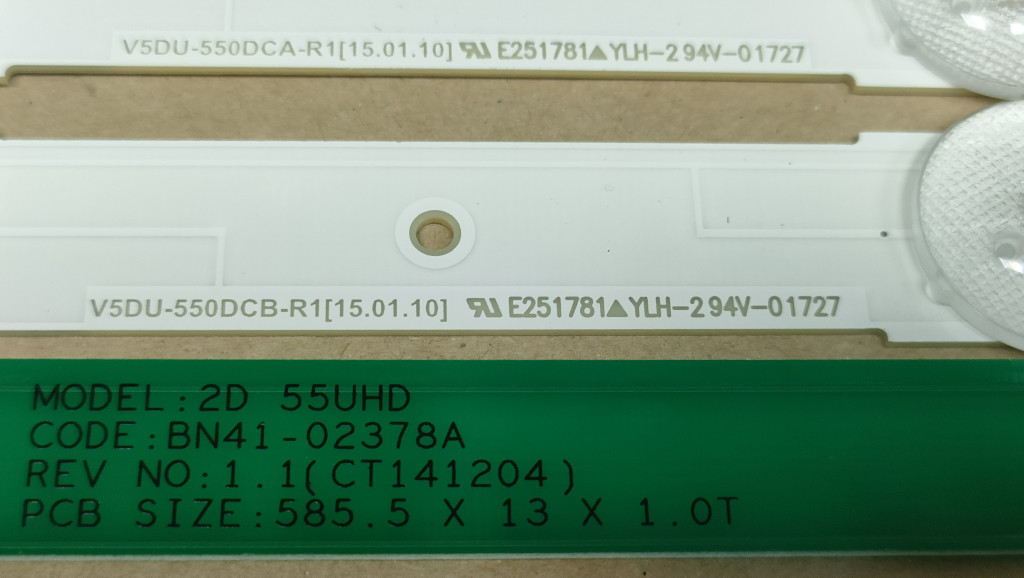 V5DU-550DCA-R1[15.01.10] E251781▲YLH-2 94V-01727
V5DU-550DCB-R1[15.01.10] E251781▲YLH-2 94V-01727
MODEL:2D 55UHD
CODE:BN41-02378A
REV NO:1.1(CT141204)
PCB SIZE:585.5 X 13 X 1.0T